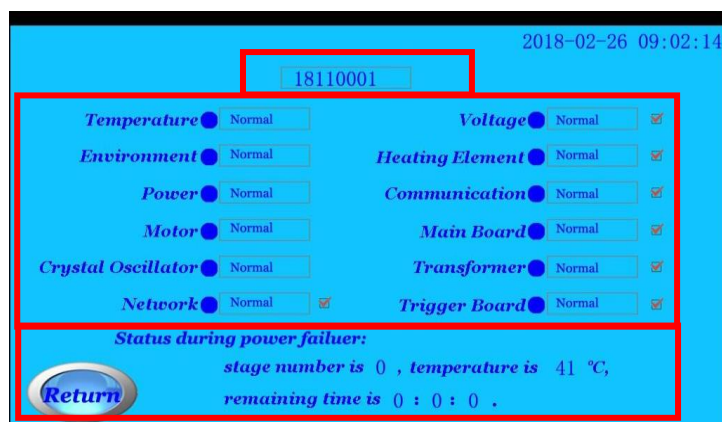 2018-02-26 09:02:14
18110001
Temperature Normal Voltage Normal
Environment Normal Heating Element Normal
Power Normal Communication Normal
Motor Normal Main Board Normal
Crystal Oscillator Normal Transformer Normal
Network Normal Trigger Board Normal
Status during power failuer:
stage number is 0 , temperature is 41 ℃,
Return
remaining time is 0 : 0 : 0 .